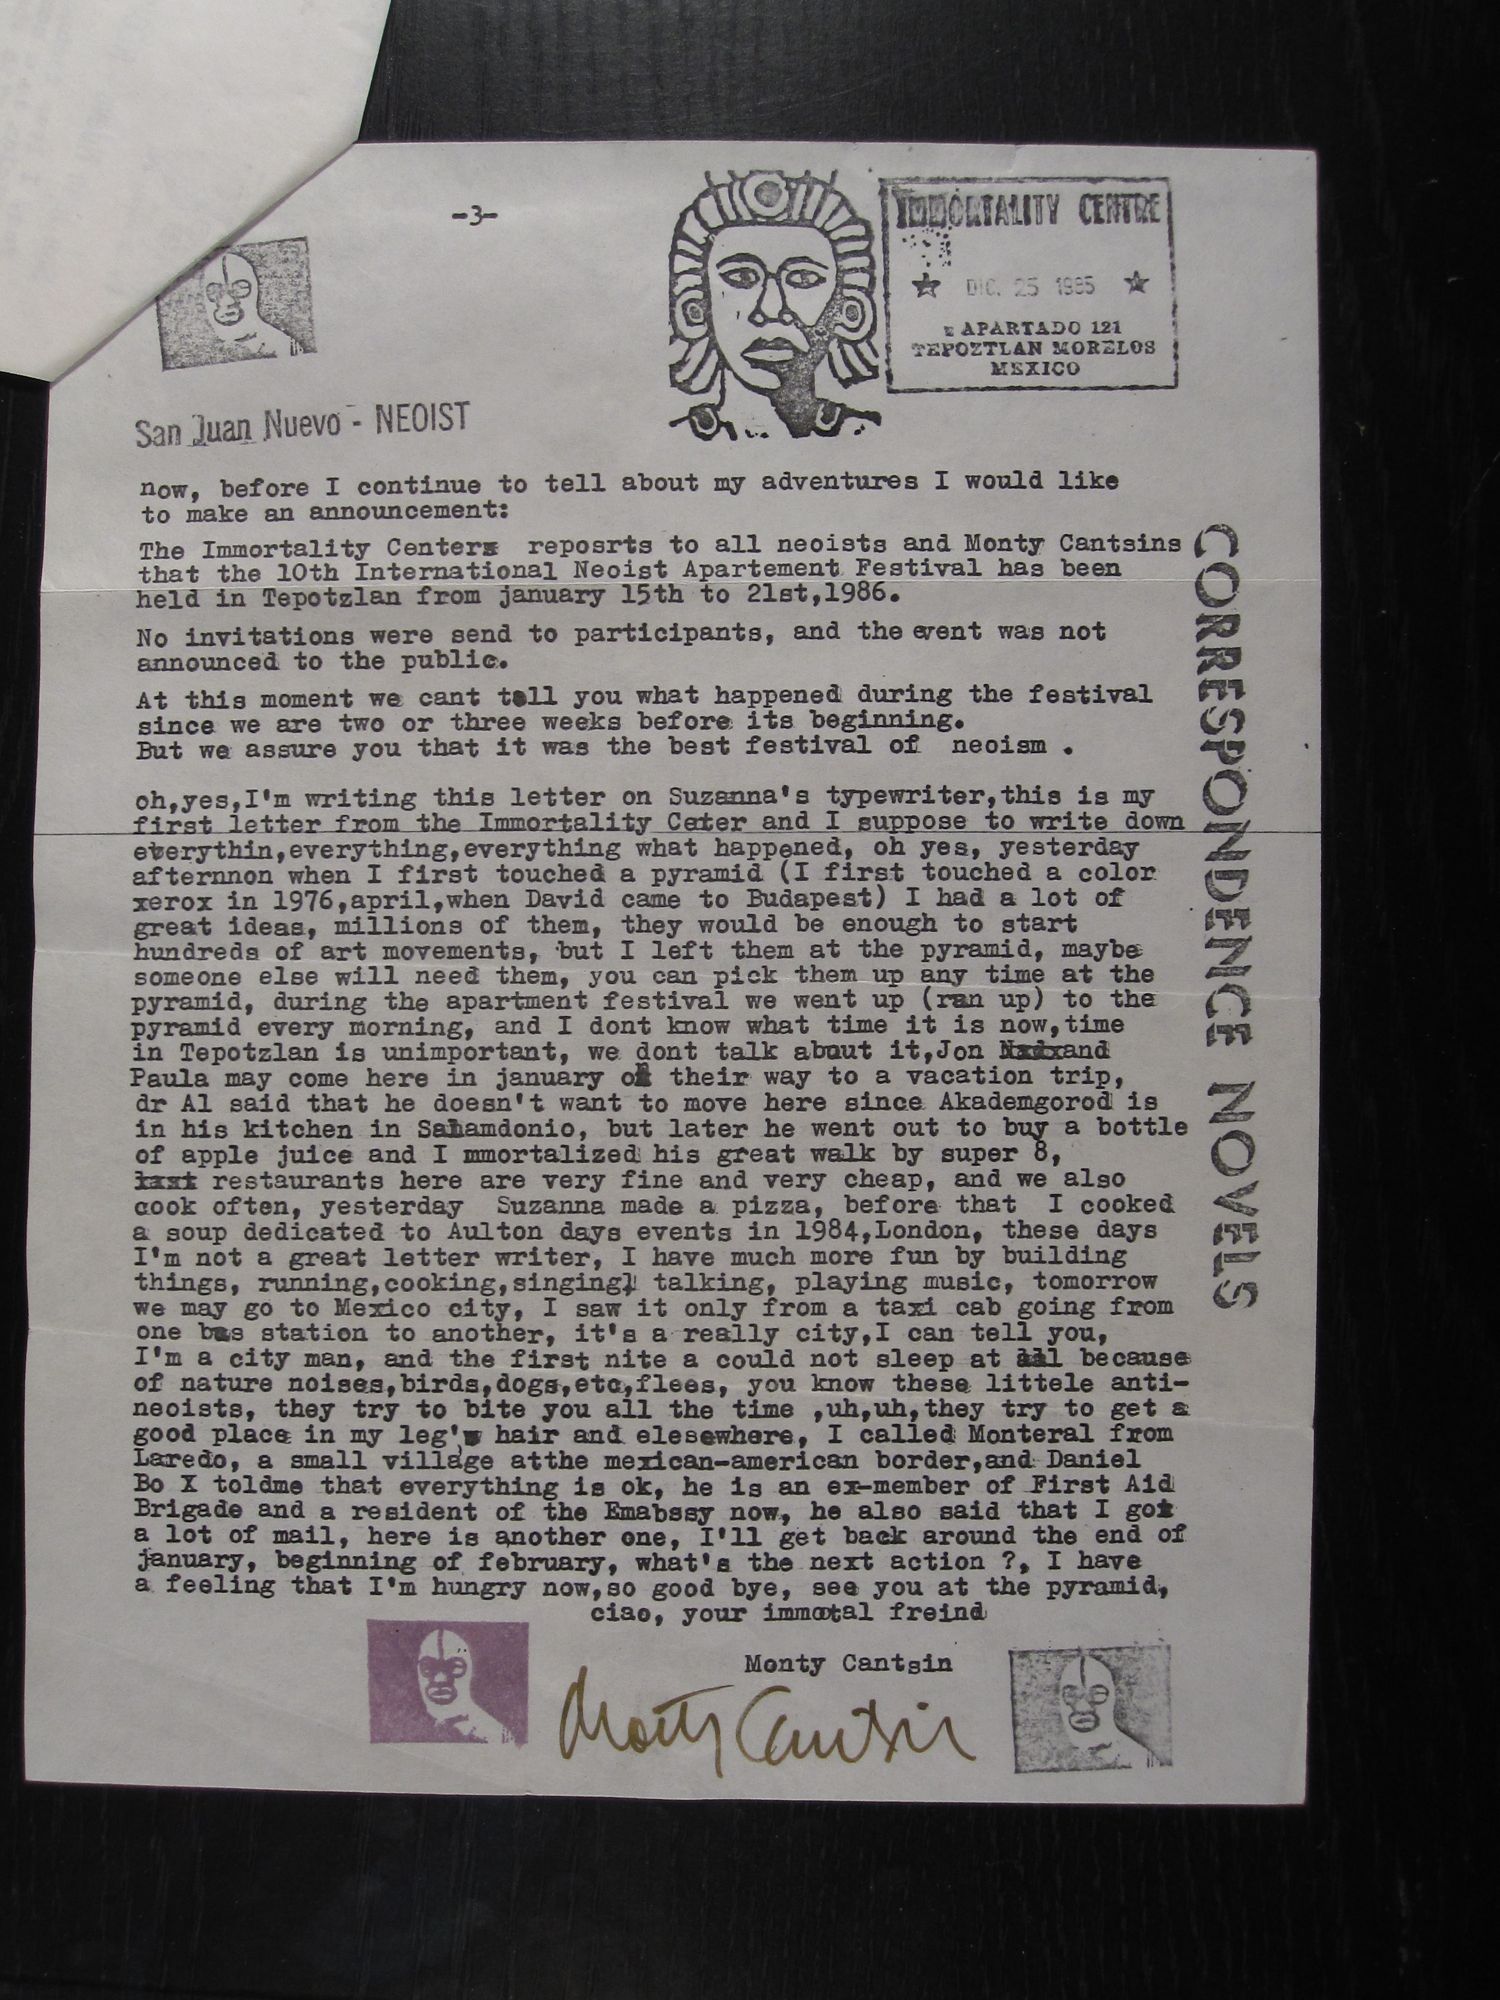 -3-
IMMORTALITY CENTRE
DIC. 25 1985
APARTADO 121
TEPOZTLAN MORELOS
MEXICO
San Juan Nuevo - NEOIST
now, before I continue to tell about my adventures I would like
to make an announcement:
The Immortality Center reposrts to all neoists and Monty Cantsins
that the 10th International Neoist Apartement Festival has been
held in Tepotzlan from january 15th to 21st,1986.
No invitations were send to participants, and the event was not
announced to the public.
At this moment we cant tell you what happened during the festival
since we are two or three weeks before its beginning.
But we assure you that it was the best festival of neoism .
oh,yes,I'm writing this letter on Suzanna's typewriter,this is my
first letter from the Immortality Ceter and I suppose to write down
everythin,everything,everything what happened, oh yes, yesterday
afternnon when I first touched a pyramid (I first touched a color
xerox in 1976,april,when David came to Budapest) I had a lot of
great ideas, millions of them, they would be enough to start
hundreds of art movements, but I left them at the pyramid, maybe
someone else will need them, you can pick them up any time at the
pyramid, during the apartment festival we went up (ran up) to the
pyramid every morning, and I dont know what time it is now,time
in Tepotzlan is unimportant, we dont talk about it,Jon and
Paula may come here in january on their way to a vacation trip,
dr Al said that he doesn't want to move here since Akademgorod is
in his kitchen in Sahamdonio, but later he went out to buy a bottle
of apple juice and I mmortalized his great walk by super 8,
restaurants here are very fine and very cheap, and we also
cook often, yesterday Suzanna made a pizza, before that I cooked
a soup dedicated to Aulton days events in 1984,London, these days
I'm not a great letter writer, I have much more fun by building
things, running,cooking,singing, talking, playing music, tomorrow
we may go to Mexico city, I saw it only from a taxi cab going from
one bus station to another, it's a really city,I can tell you,
I'm a city man, and the first nite a could not sleep at all because
of nature noises,birds,dogs,etc,flees, you know these littele anti-
neoists, they try to bite you all the time ,uh,uh,they try to get a
good place in my leg's hair and elesewhere, I called Monteral from
Laredo, a small village atthe mexican-american border,and Daniel
Bo X toldme that everything is ok, he is an ex-member of First Aid
Brigade and a resident of the Emabssy now, he also said that I got
a lot of mail, here is another one, I'll get back around the end of
january, beginning of february, what's the next action ?, I have
a feeling that I'm hungry now,so good bye, see you at the pyramid,
ciao, your immotal freind
Monty Cantsin
Monty Cantsin
CORRESPONDENCE NOVELS